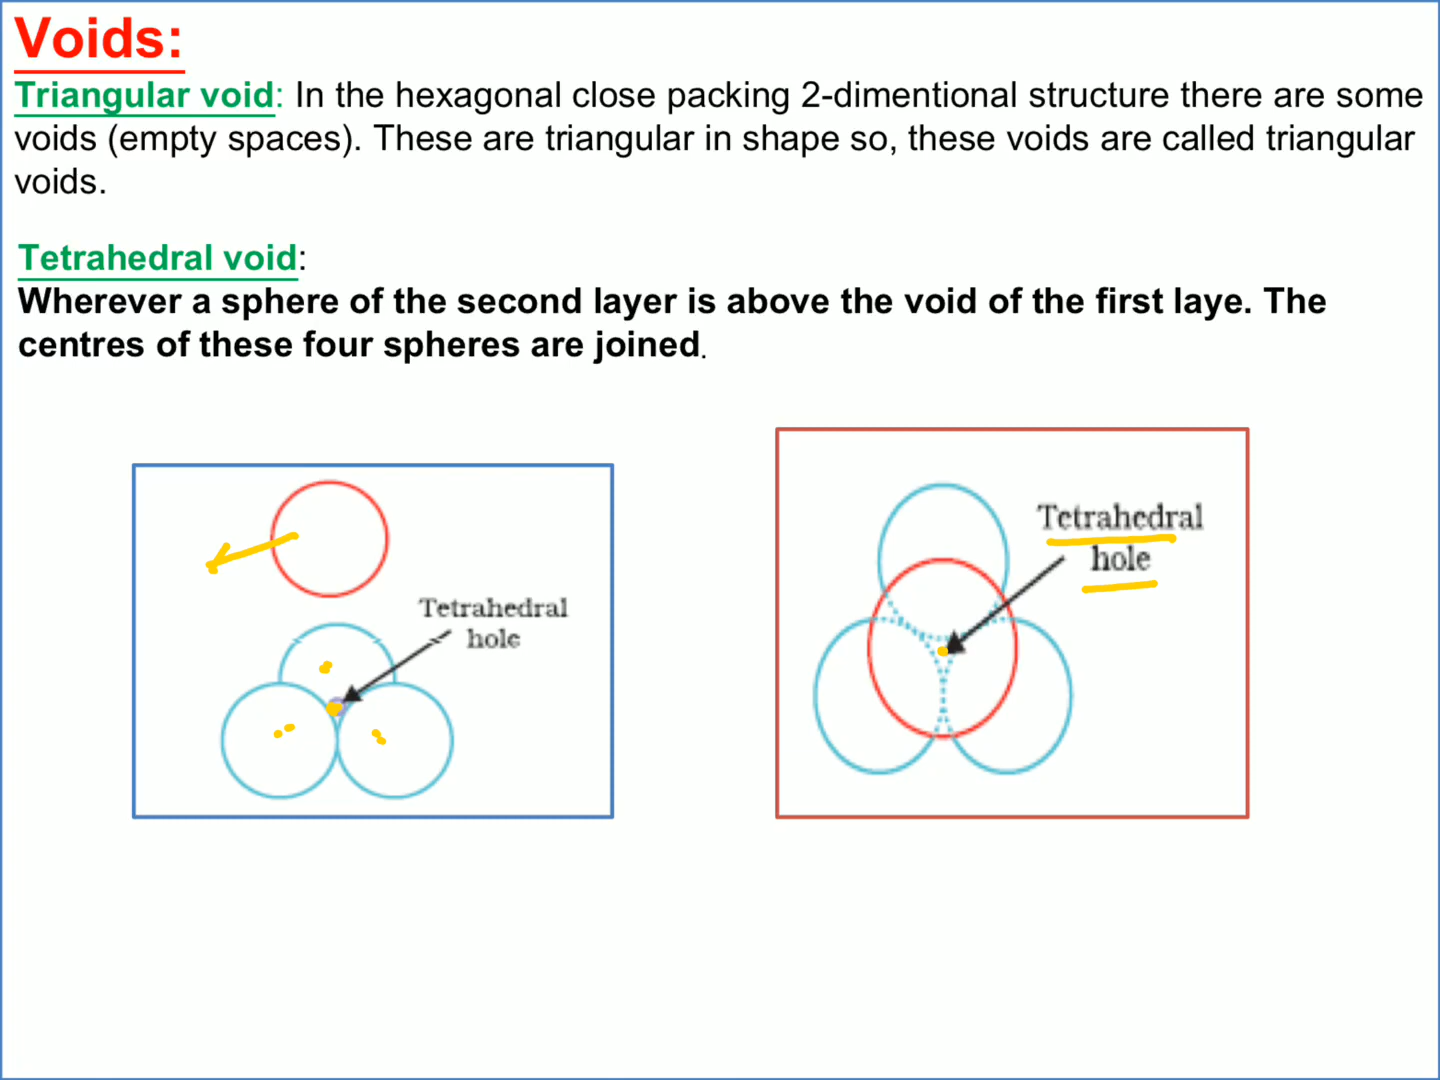 Voids:
Triangular void: In the hexagonal close packing 2-dimentional structure there are some
voids (empty spaces). These are triangular in shape so, these voids are called triangular
voids.
Tetrahedral void:
Wherever a sphere of the second layer is above the void of the first laye. The
centres of these four spheres are joined.
Tetrahedral
hole
Tetrahedral
hole